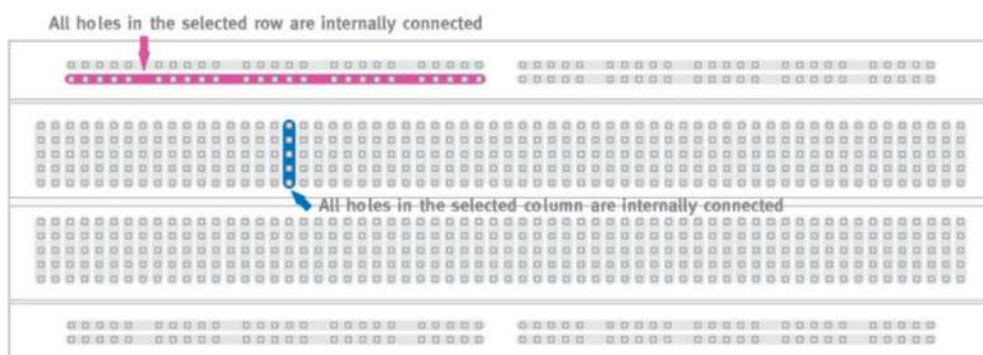 All holes in the selected row are internally connected
All holes in the selected column are internally connected